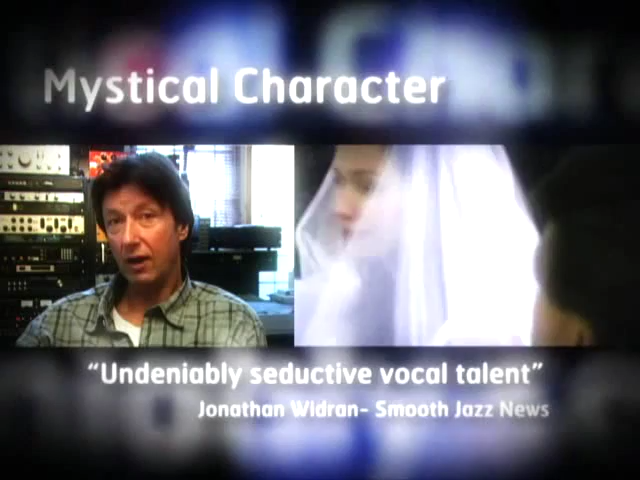 Mystical Character
“Undeniably seductive vocal talent”
Jonathan Widran- Smooth Jazz News